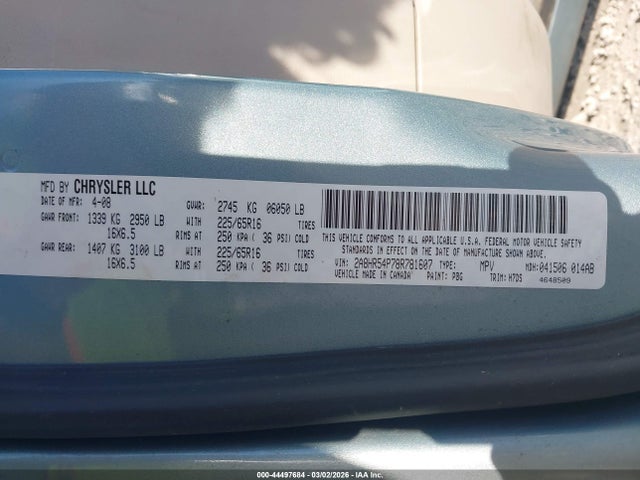 MFD BY CHRYSLER LLC
DATE OF MFR: 4-08 GVWR: 2745 KG 06050 LB
GAWR FRONT: 1339 KG 2950 LB WITH 225/65R16 TIRES
16X6.5 RIMS AT 250 KPA ( 36 PSI) COLD
GAWR REAR: 1407 KG 3100 LB WITH 225/65R16 TIRES
16X6.5 RIMS AT 250 KPA ( 36 PSI) COLD
THIS VEHICLE CONFORMS TO ALL APPLICABLE U.S.A. FEDERAL MOTOR VEHICLE SAFETY
STANDARDS IN EFFECT ON THE DATE OF MANUFACTURE SHOWN ABOVE.
VIN: 2A8HR54P78R781607 TYPE: MPV MDH: 041506 014AB
VEHICLE MADE IN CANADA PAINT: PBG TRIM: H7DS 4648509
000-44497684 - 03/02/2026 - WWW.IAAI.COM